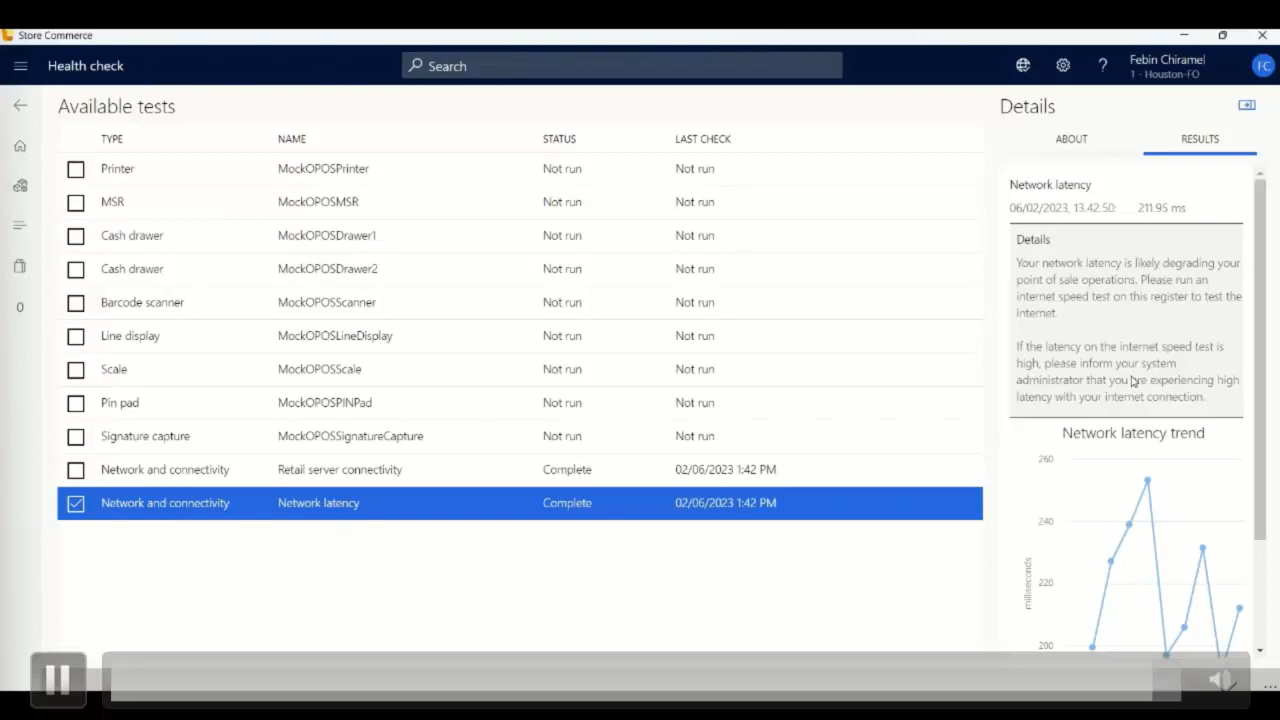 Store Commerce
Health check
Search
?
Febin Chiramel
1 - Houston-FO
FC
Available tests
TYPE NAME STATUS LAST CHECK
Printer MockOPOSPrinter Not run Not run
MSR MockOPOSMSR Not run Not run
Cash drawer MockOPOSDrawer1 Not run Not run
Cash drawer MockOPOSDrawer2 Not run Not run
Barcode scanner MockOPOSScanner Not run Not run
Line display MockOPOSLineDisplay Not run Not run
Scale MockOPOSScale Not run Not run
Pin pad MockOPOSPINPad Not run Not run
Signature capture MockOPOSSignatureCapture Not run Not run
Network and connectivity Retail server connectivity Complete 02/06/2023 1:42 PM
Network and connectivity Network latency Complete 02/06/2023 1:42 PM
0
Details
ABOUT RESULTS
Network latency
06/02/2023, 13.42.50: 211.95 ms
Details
Your network latency is likely degrading your
point of sale operations. Please run an
internet speed test on this register to test the
internet.
If the latency on the internet speed test is
high, please inform your system
administrator that you are experiencing high
latency with your internet connection.
Network latency trend
260
240
220
200
milliseconds